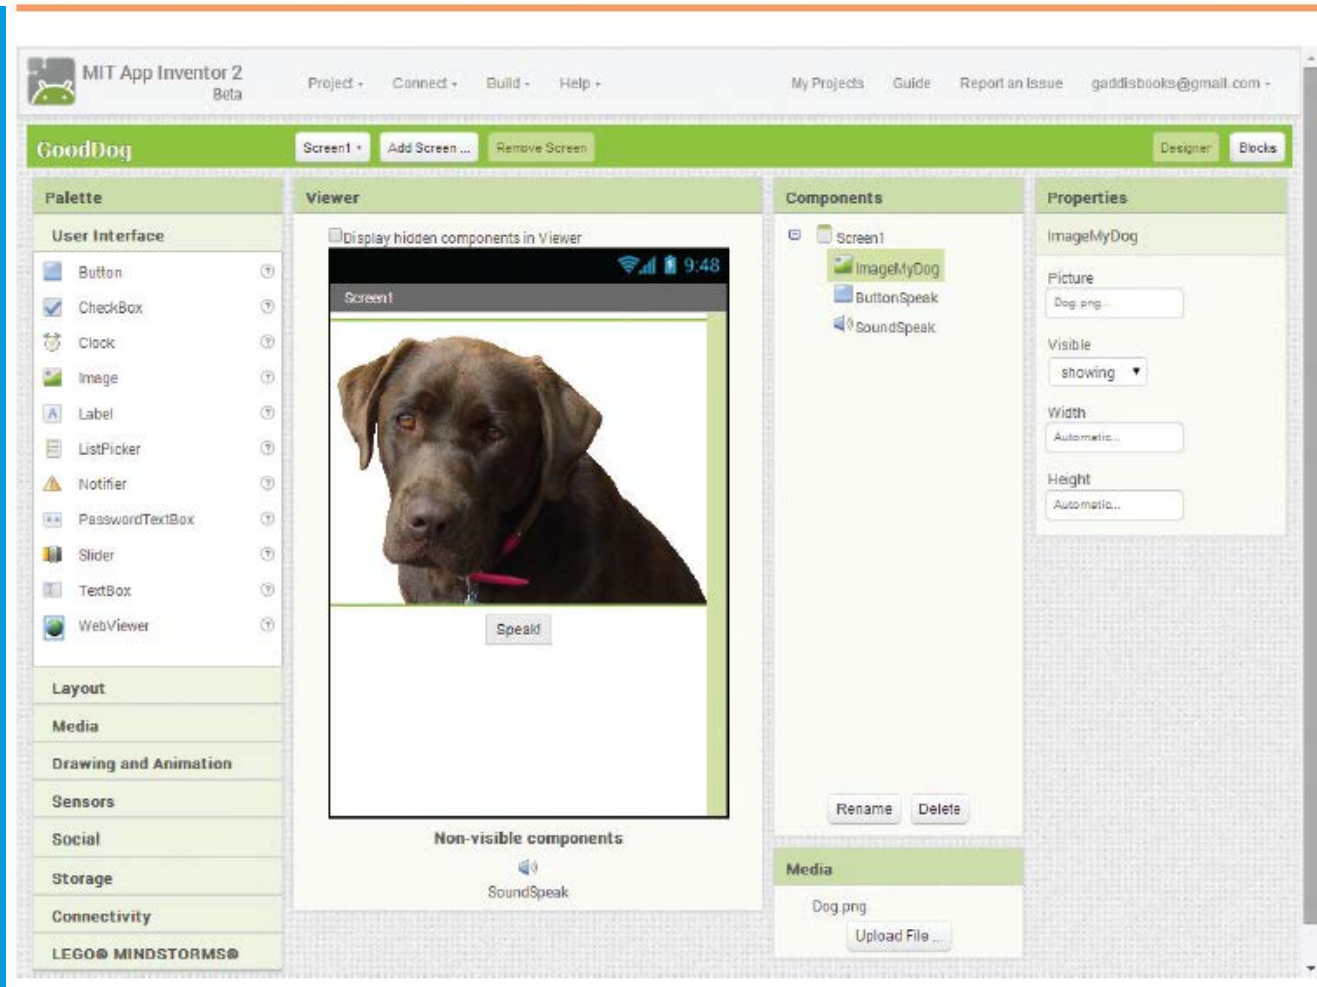 MIT App Inventor 2
Beta
Project Connect Build Help My Projects Guide Report an Issue gaddisbooks@gmail.com
GoodDog Screen1 Add Screen ... Remove Screen Designer Blocks
Palette
User Interface
Button
CheckBox
Clock
Image
Label
ListPicker
Notifier
PasswordTextBox
Slider
TextBox
WebViewer
Layout
Media
Drawing and Animation
Sensors
Social
Storage
Connectivity
LEGO® MINDSTORMS®
Viewer
Display hidden components in Viewer
9:48
Screen1
Speak!
Non-visible components
SoundSpeak
Components
Screen1
ImageMyDog
ButtonSpeak
SoundSpeak
Rename Delete
Media
Dog.png
Upload File ...
Properties
ImageMyDog
Picture
Dog.png...
Visible
showing
Width
Automatic...
Height
Automatic...